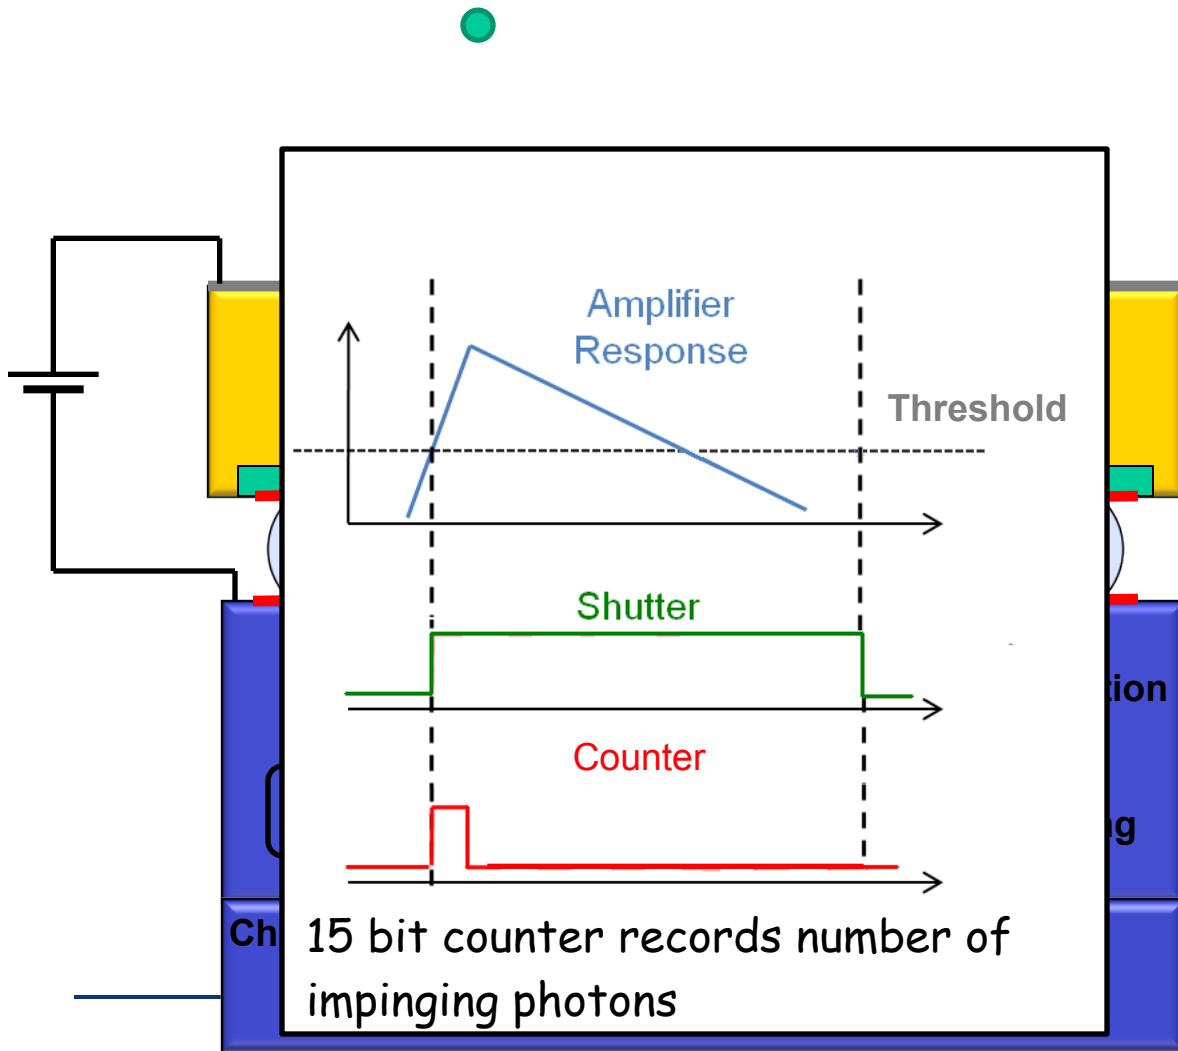 Amplifier
Response
Threshold
Shutter
Counter
15 bit counter records number of
impinging photons